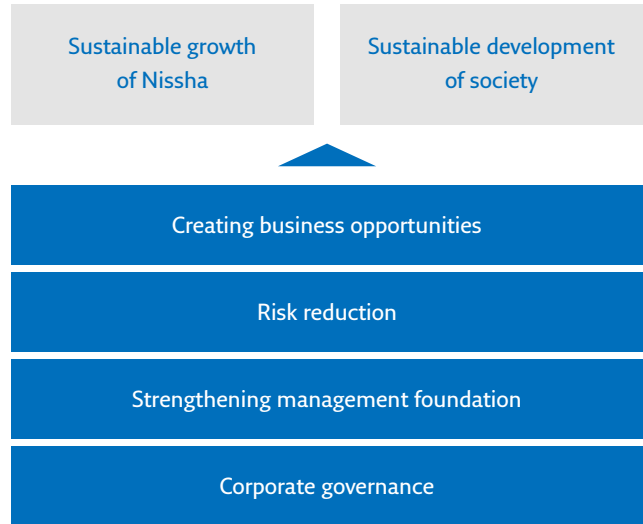 Sustainable growth
of Nissha
Sustainable development
of society
Creating business opportunities
Risk reduction
Strengthening management foundation
Corporate governance